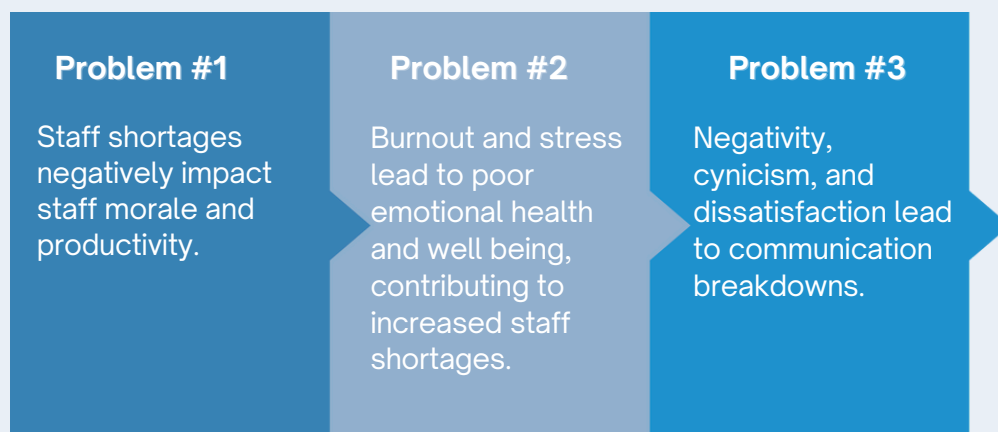 Problem #1
Staff shortages
negatively impact
staff morale and
productivity.
Problem #2
Burnout and stress
lead to poor
emotional health
and well being,
contributing to
increased staff
shortages.
Problem #3
Negativity,
cynicism, and
dissatisfaction lead
to communication
breakdowns.